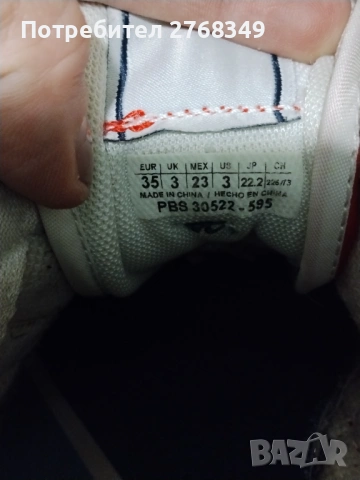 Потребител 2768349
EUR UK MEX US JP CH
35 3 23 3 22.2
MADE IN CHINA / HECHO EN CHINA
PBS 30522-595
BAZAR